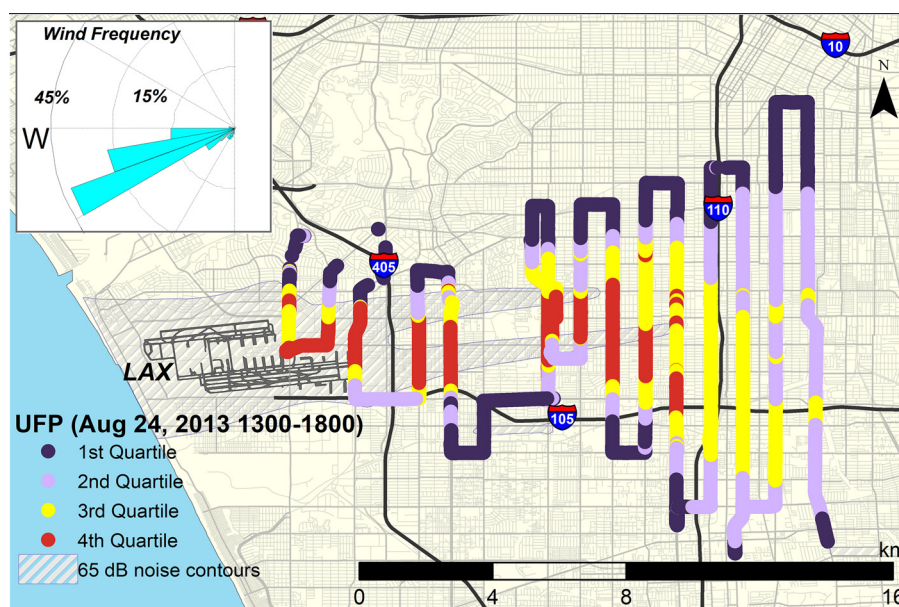 Wind Frequency
45%
15%
W
10
N
110
405
LAX
105
UFP (Aug 24, 2013 1300-1800)
1st Quartile
2nd Quartile
3rd Quartile
4th Quartile
65 dB noise contours
km
0 4 8 16